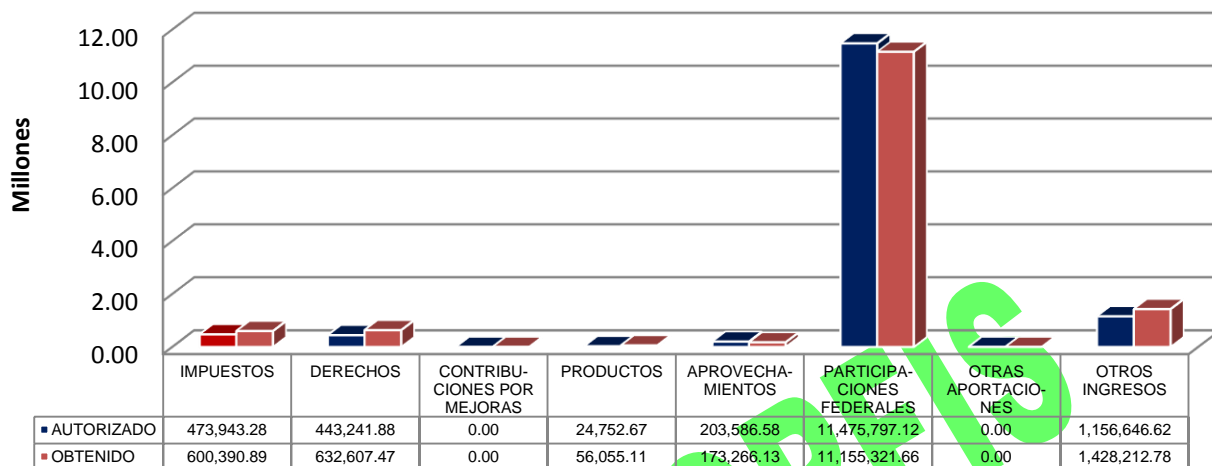 Millones
12.00
10.00
8.00
6.00
4.00
2.00
0.00
IMPUESTOS DERECHOS CONTRIBU-CIONES POR MEJORAS PRODUCTOS APROVECHA-MIENTOS PARTICIPA-CIONES FEDERALES OTRAS APORTACIO-NES OTROS INGRESOS
AUTORIZADO 473,943.28 443,241.88 0.00 24,752.67 203,586.58 11,475,797.12 0.00 1,156,646.62
OBTENIDO 600,390.89 632,607.47 0.00 56,055.11 173,266.13 11,155,321.66 0.00 1,428,212.78